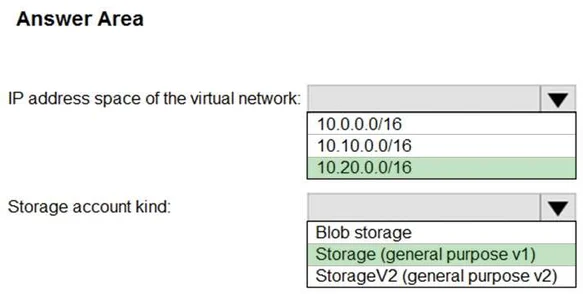 Answer Area
IP address space of the virtual network:
10.0.0.0/16
10.10.0.0/16
10.20.0.0/16
Storage account kind:
Blob storage
Storage (general purpose v1)
StorageV2 (general purpose v2)